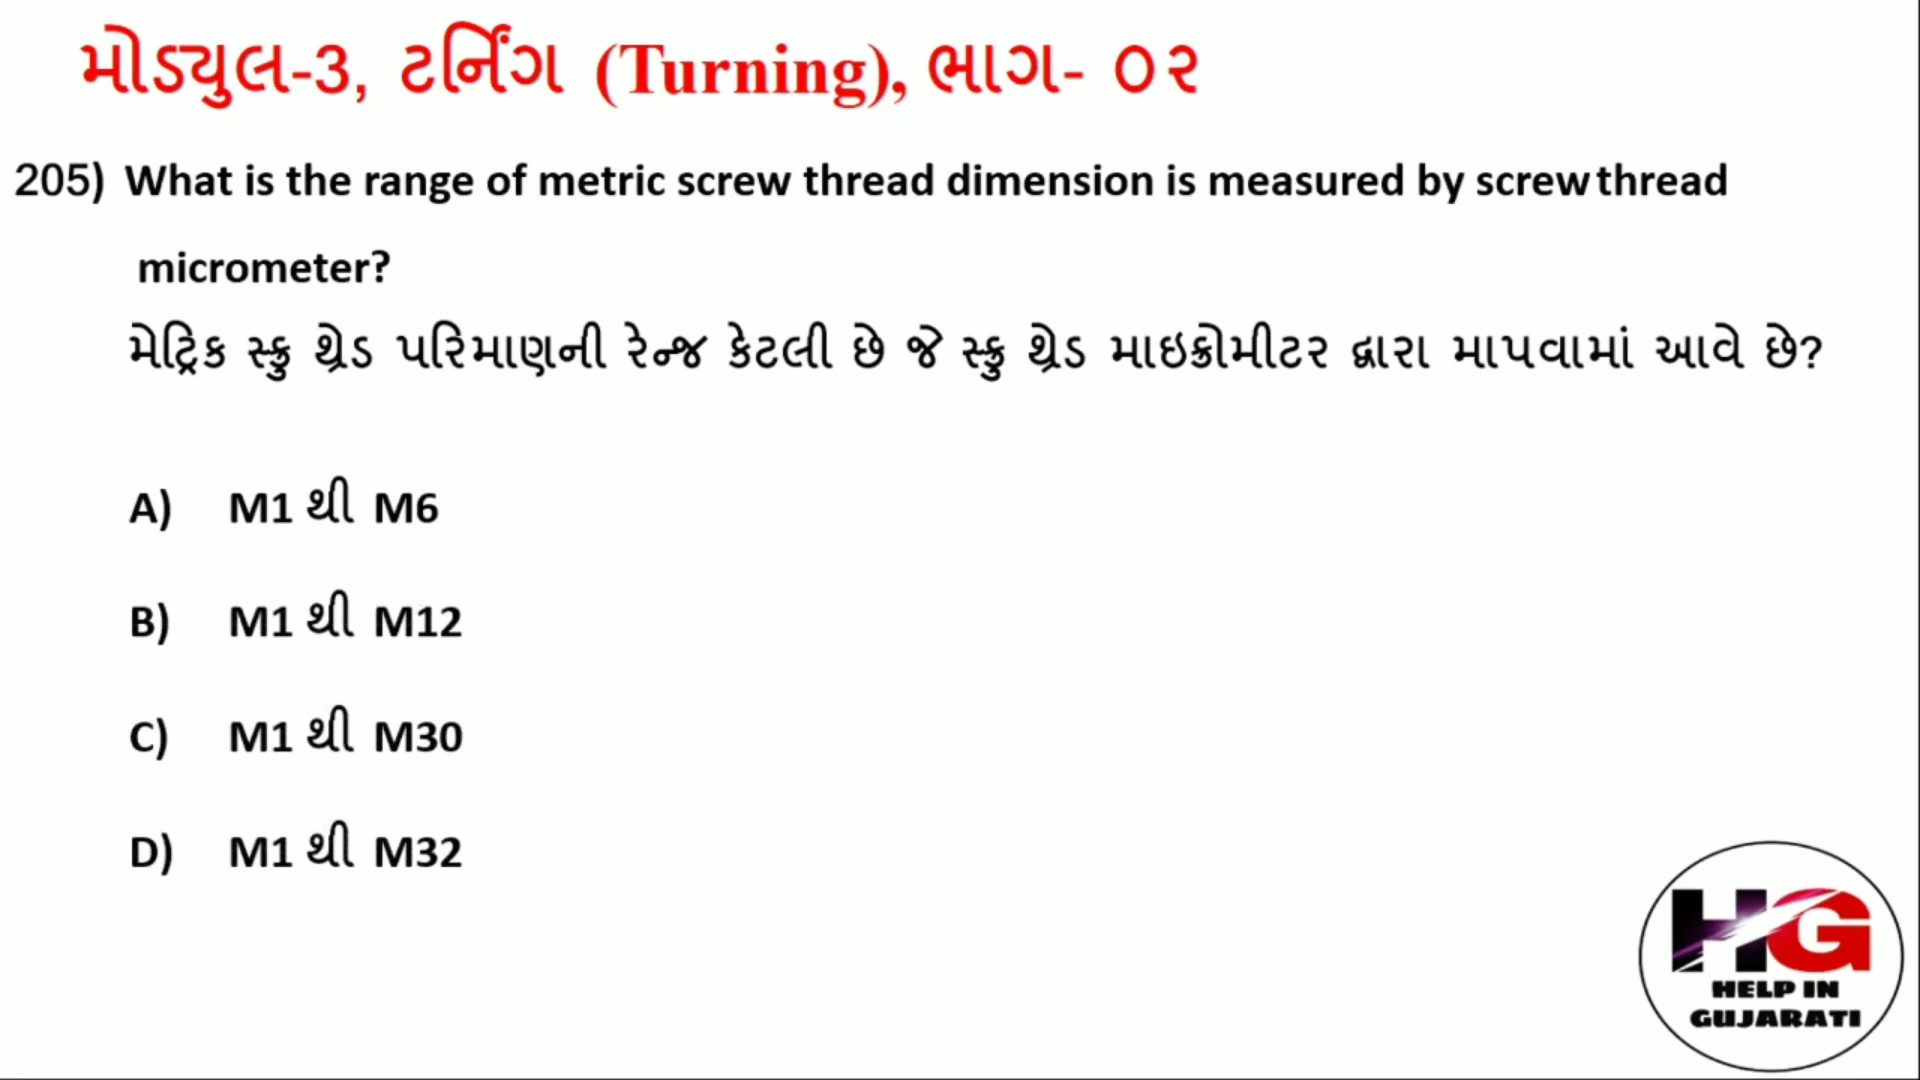 મોડ્યુલ-3, ટર્નિંગ (Turning), ભાગ- ૦૨
205) What is the range of metric screw thread dimension is measured by screw thread
micrometer?
મેટ્રિક સ્ક્રુ થ્રેડ પરિમાણની રેન્જ કેટલી છે જે સ્ક્રુ થ્રેડ માઇક્રોમીટર દ્વારા માપવામાં આવે છે?
A) M1 થી M6
B) M1 થી M12
C) M1 થી M30
D) M1 થી M32
HG
HELP IN
GUJARATI